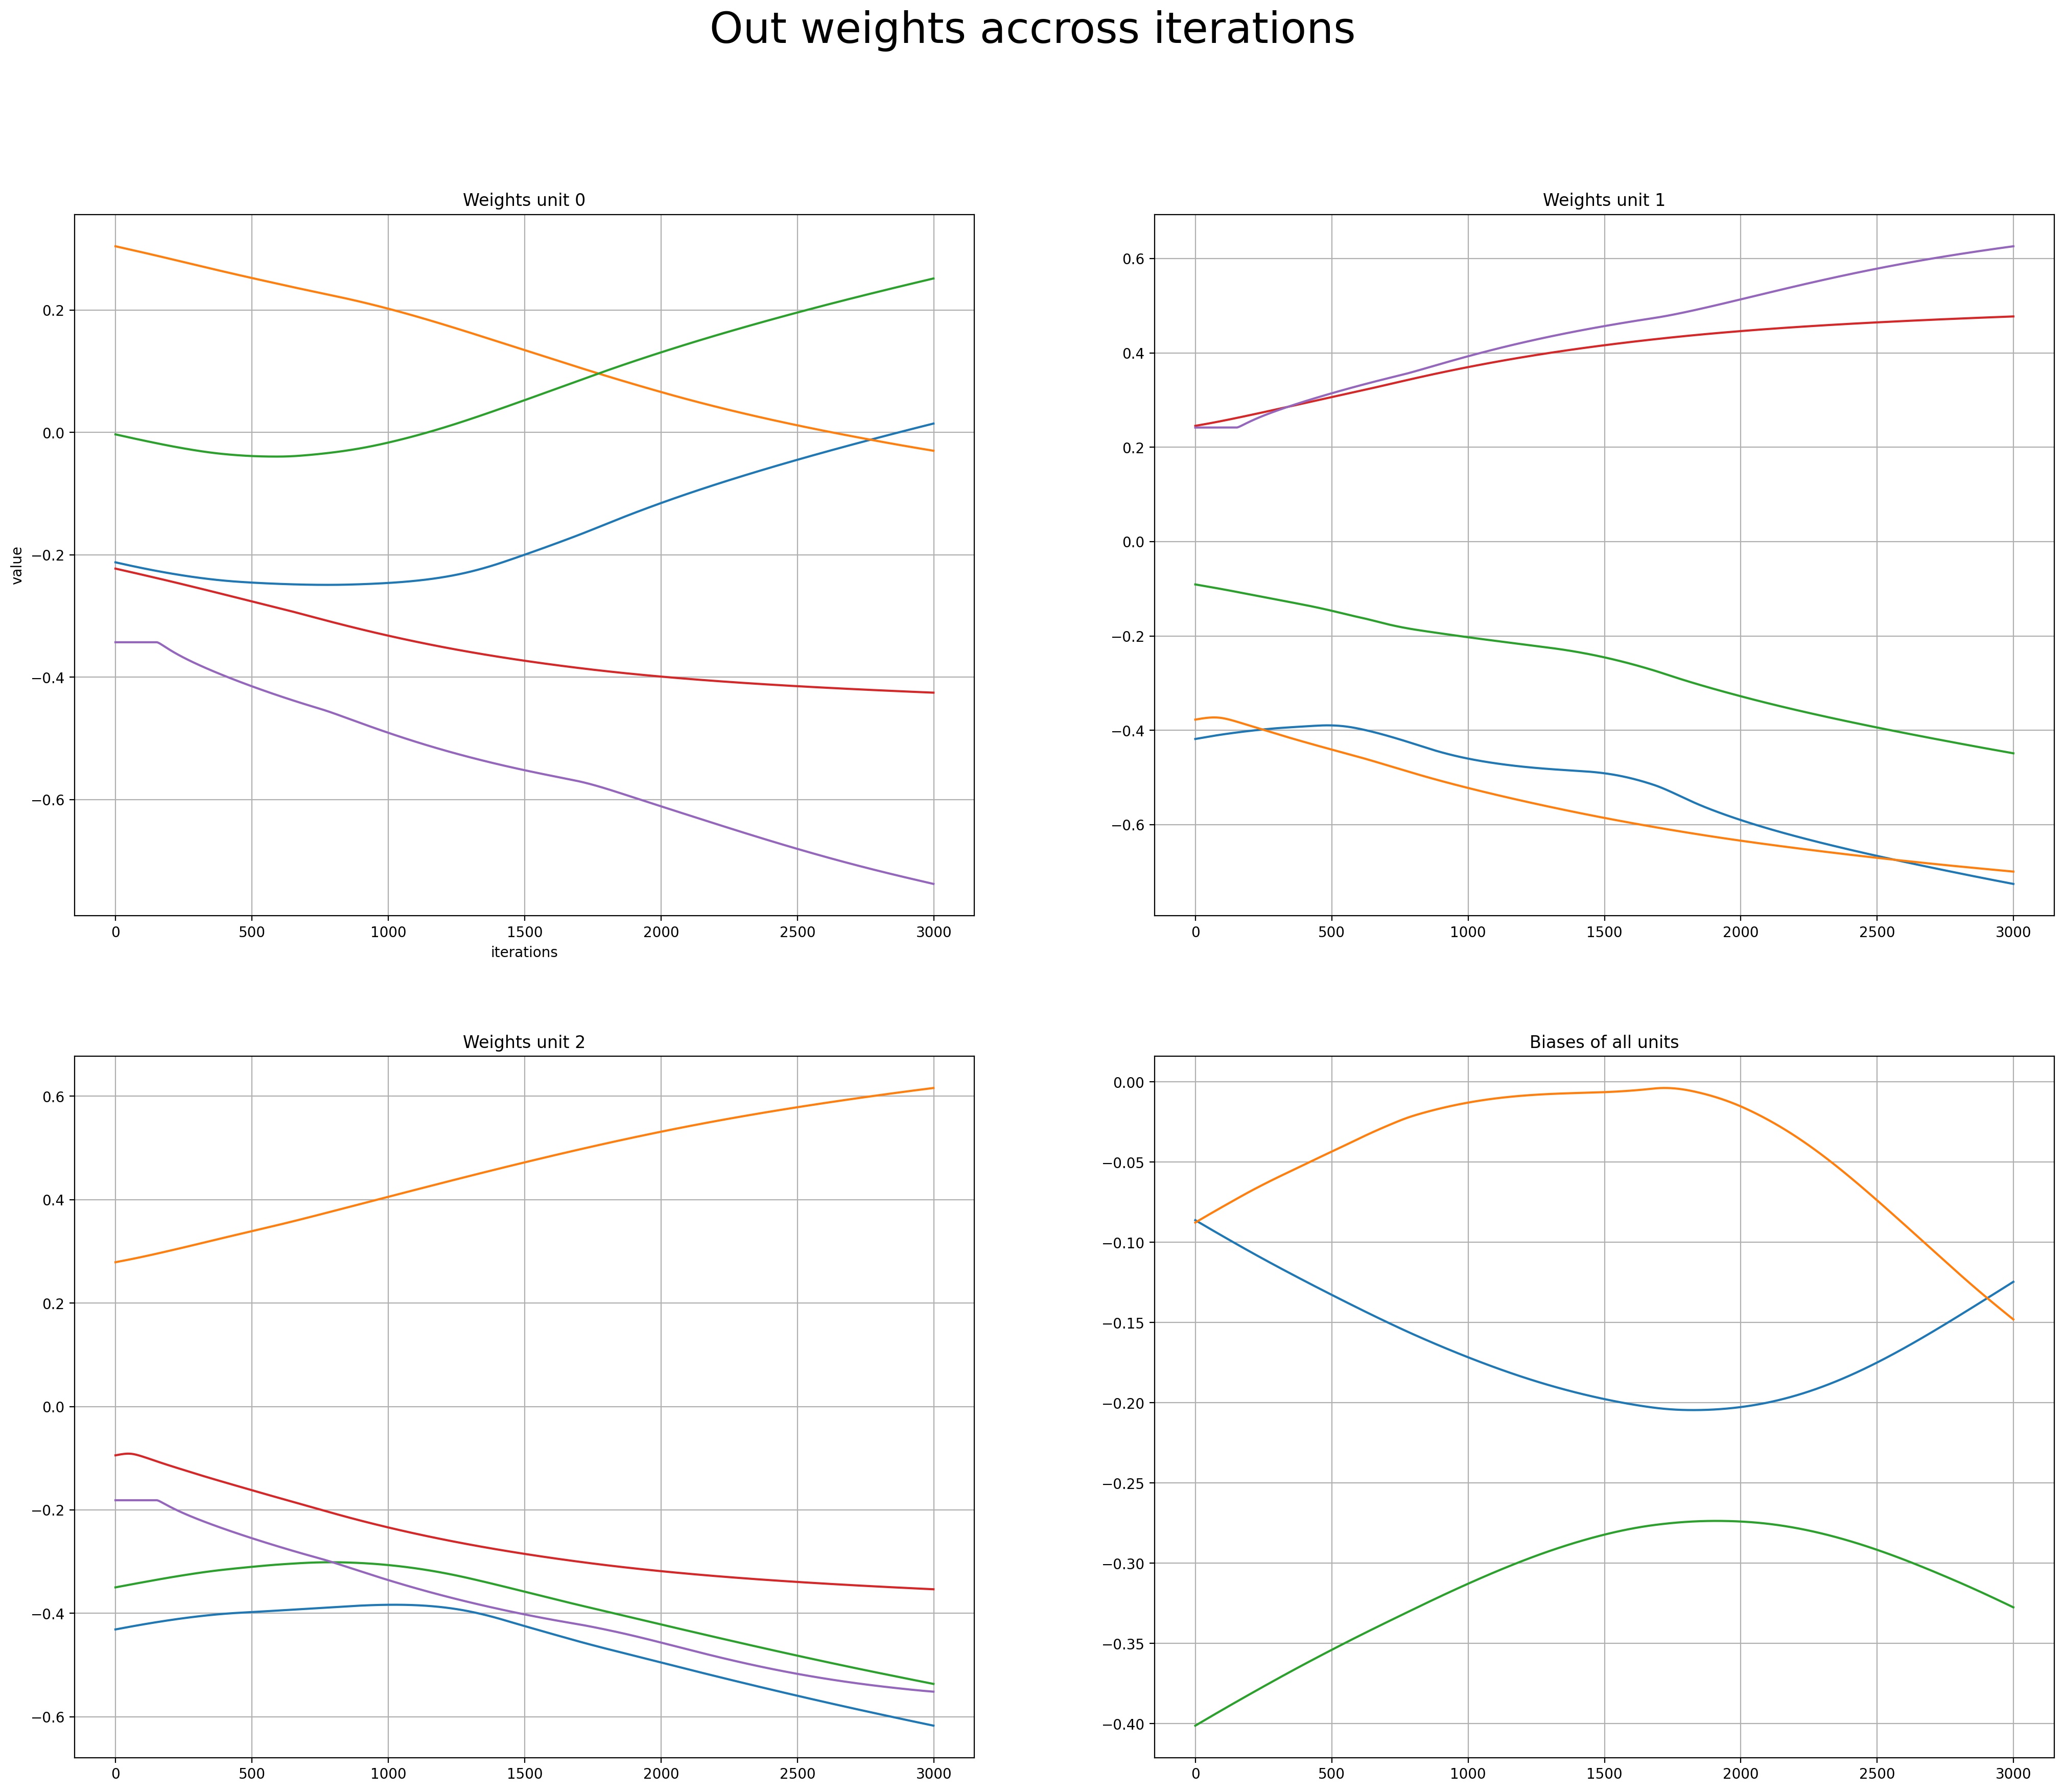 Out weights accross iterations
Weights unit 0
0.2
0.0
−0.2
−0.4
−0.6
value
0 500 1000 1500 2000 2500 3000
iterations
Weights unit 1
0.6
0.4
0.2
0.0
−0.2
−0.4
−0.6
0 500 1000 1500 2000 2500 3000
Weights unit 2
0.6
0.4
0.2
0.0
−0.2
−0.4
−0.6
0 500 1000 1500 2000 2500 3000
Biases of all units
0.00
−0.05
−0.10
−0.15
−0.20
−0.25
−0.30
−0.35
−0.40
0 500 1000 1500 2000 2500 3000